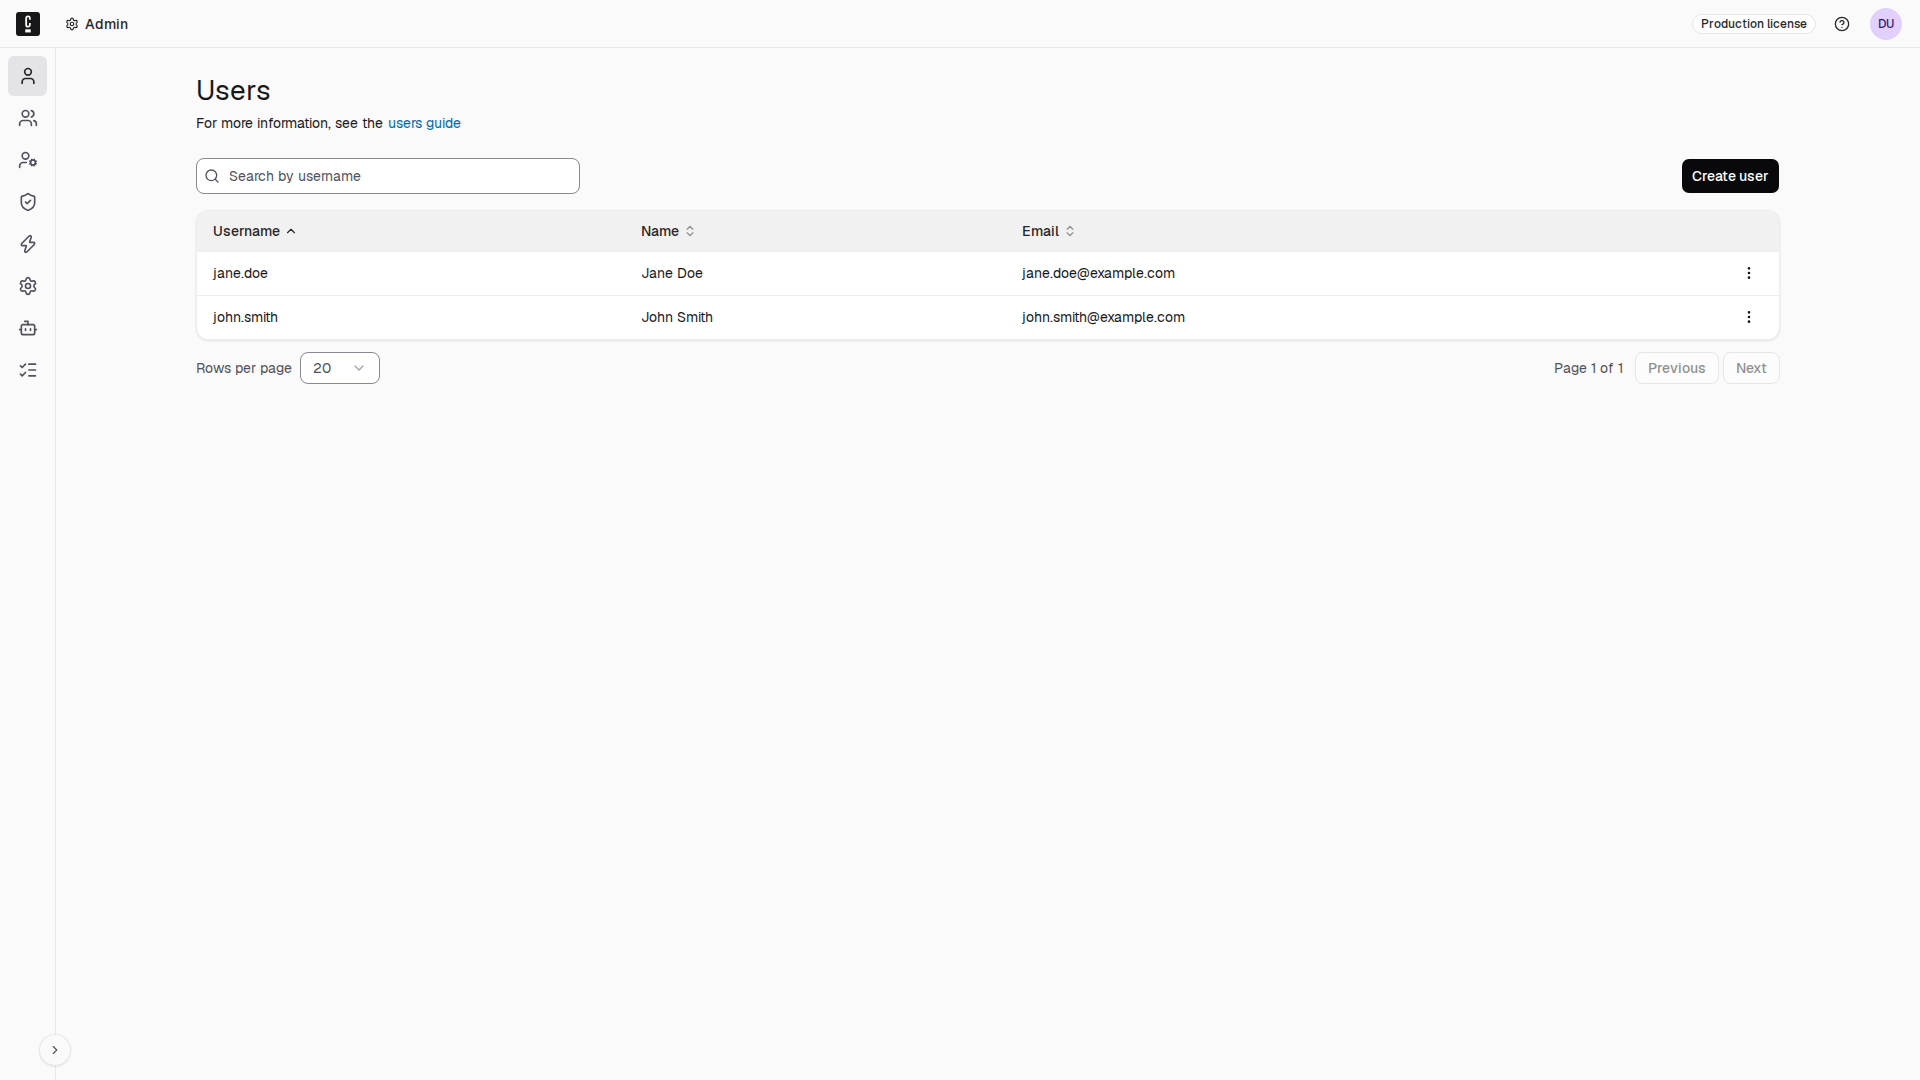 Admin
Production license
DU
Users
For more information, see the users guide
Search by username
Create user
Username Name Email
jane.doe Jane Doe jane.doe@example.com
john.smith John Smith john.smith@example.com
Rows per page 20 Page 1 of 1 Previous Next